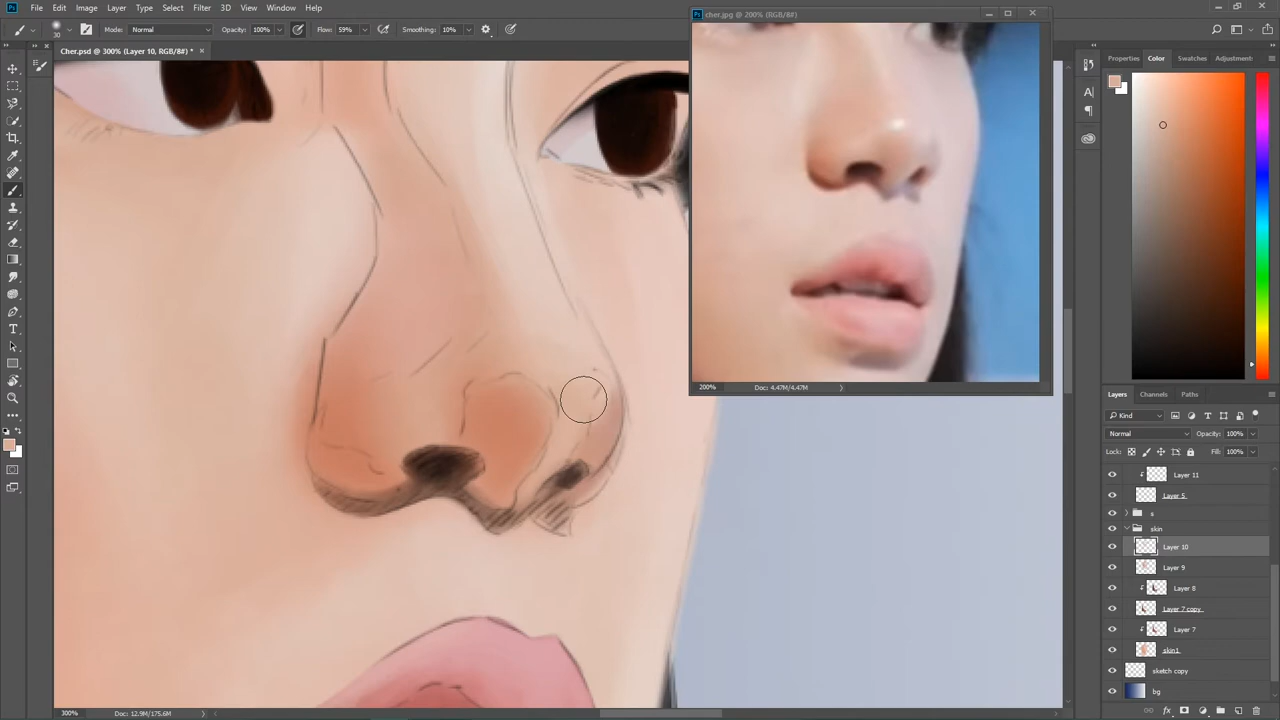 File Edit Image Layer Type Select Filter 3D View Window Help
cher.jpg @ 200% (RGB/8#)
30 Mode: Normal Opacity: 100% Flow: 59% Smoothing: 10%
Cher.psd @ 300% (Layer 10, RGB/8#) *
Properties Color Swatches Adjustment:
200% Doc: 4.47M/4.47M
Layers Channels Paths
Kind
Normal Opacity: 100%
Lock: Fill: 100%
Layer 11
Layer 5
s
skin
Layer 10
Layer 9
Layer 8
Layer 7 copy
Layer 7
skin1
sketch copy
bg
300% Doc: 12.9M/175.6M